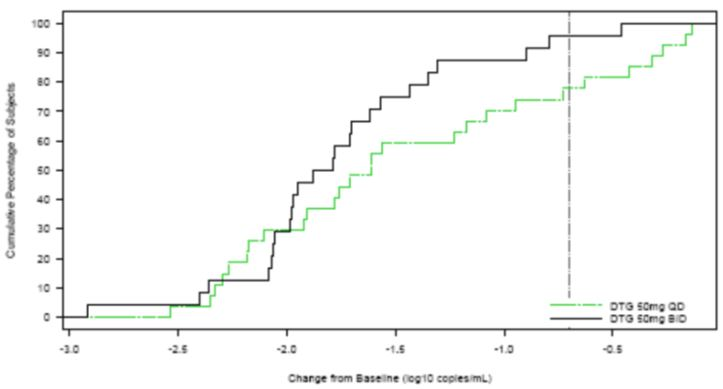 Cumulative Percentage of Subjects
100
90
80
70
60
50
40
30
20
10
0
-3.0 -2.5 -2.0 -1.5 -1.0 -0.5
Change from Baseline (log10 copies/mL)
DTG 50mg QD
DTG 50mg BID